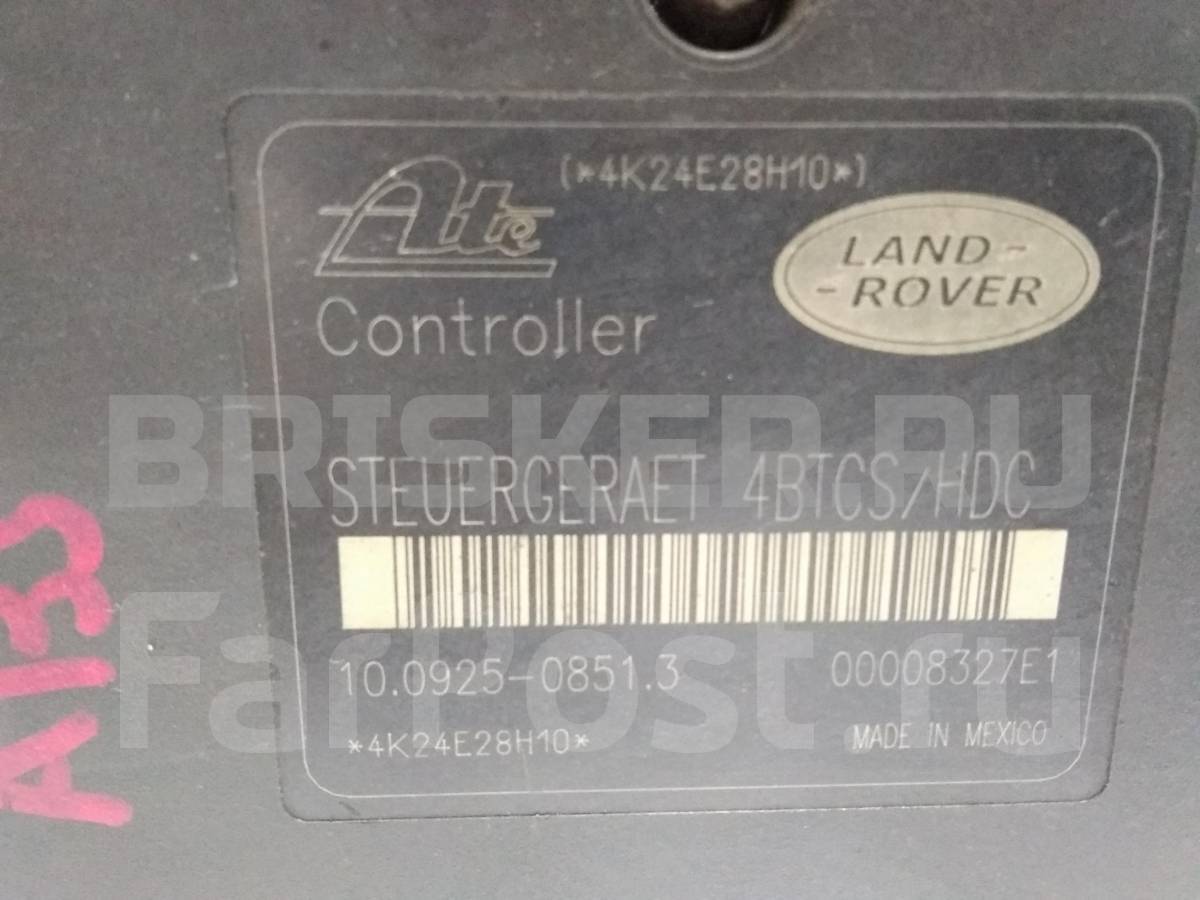 (*4K24E28H10*)
Ate
LAND-
-ROVER
Controller
BRISKER.RU
STEUERGERAET 4BTCS/HDC
10.0925-0851.3 00008327E1
FarPost.ru
*4K24E28H10* MADE IN MEXICO
A133